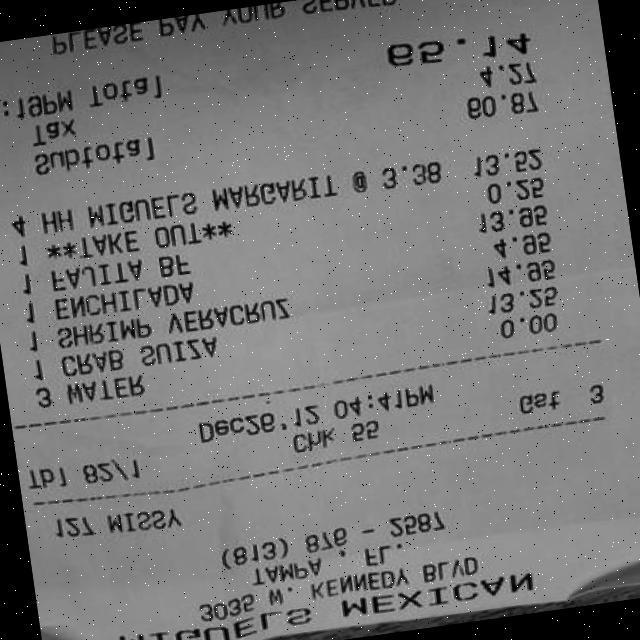 MIGUELS MEXICAN
3035 W. KENNEDY BLVD
TAMPA , FL.
(813) 876 - 2587
127 MISSY
Tbl 82/1 Chk 55 Gst 3
Dec26'12 04:41PM
3 WATER 0.00
1 CRAB SUIZA 13.25
1 SHRIMP VERACRUZ 14.95
1 ENCHILADA 4.95
1 FAJITA BF 13.95
1 **TAKE OUT** 0.25
4 HH MIGUELS MARGARIT @ 3.38 13.52
Subtotal 60.87
Tax 4.27
:19PM Total 65.14
PLEASE PAY YOUR SERVER